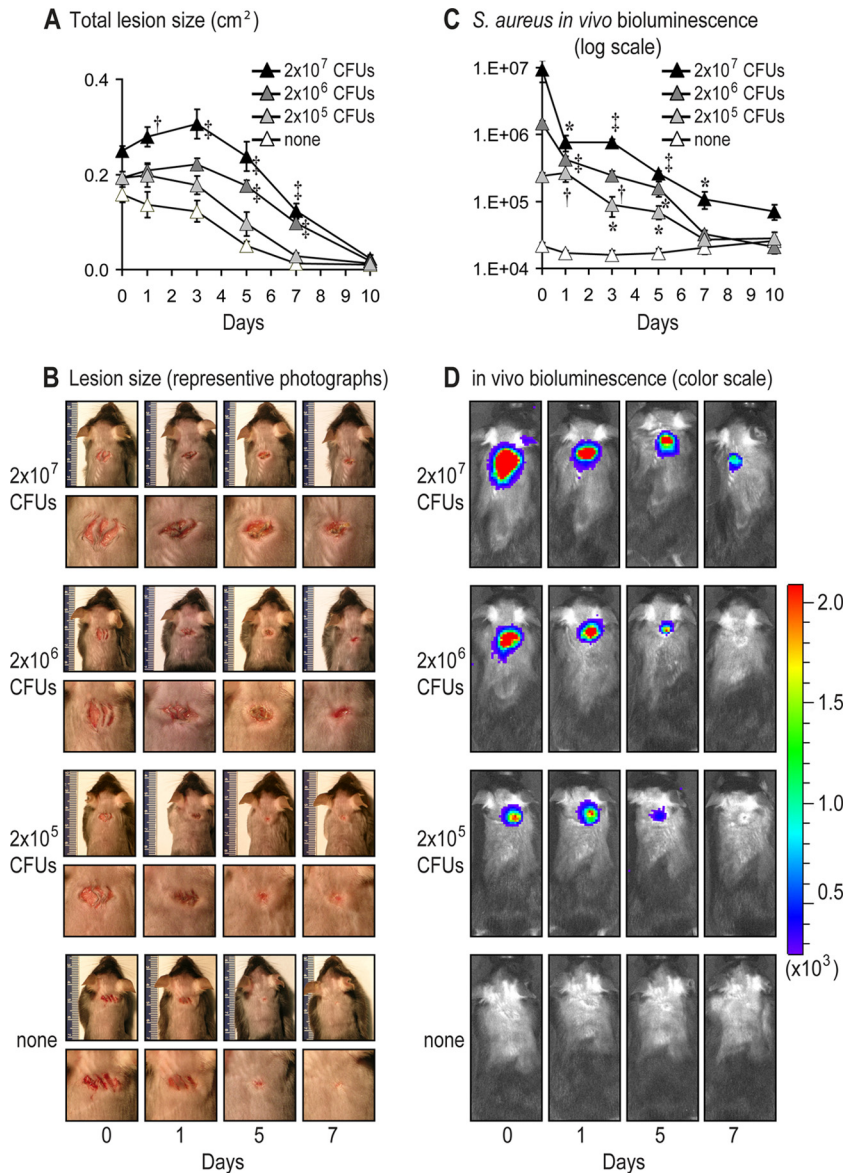 A Total lesion size (cm²)
2x10⁷ CFUs
2x10⁶ CFUs
2x10⁵ CFUs
none
0.4
0.2
0.0
† ‡ ‡ ‡ ‡ ‡
0 1 2 3 4 5 6 7 8 9 10
Days
C S. aureus in vivo bioluminescence
(log scale)
2x10⁷ CFUs
2x10⁶ CFUs
2x10⁵ CFUs
none
1.E+07
1.E+06
1.E+05
1.E+04
* ‡ ‡ *
‡ † *
† * *
0 1 2 3 4 5 6 7 8 9 10
Days
B Lesion size (representive photographs)
2x10⁷
CFUs
2x10⁶
CFUs
2x10⁵
CFUs
none
0 1 5 7
Days
D in vivo bioluminescence (color scale)
2x10⁷
CFUs
2x10⁶
CFUs
2x10⁵
CFUs
none
0 1 5 7
Days
2.0
1.5
1.0
0.5
(x10³)